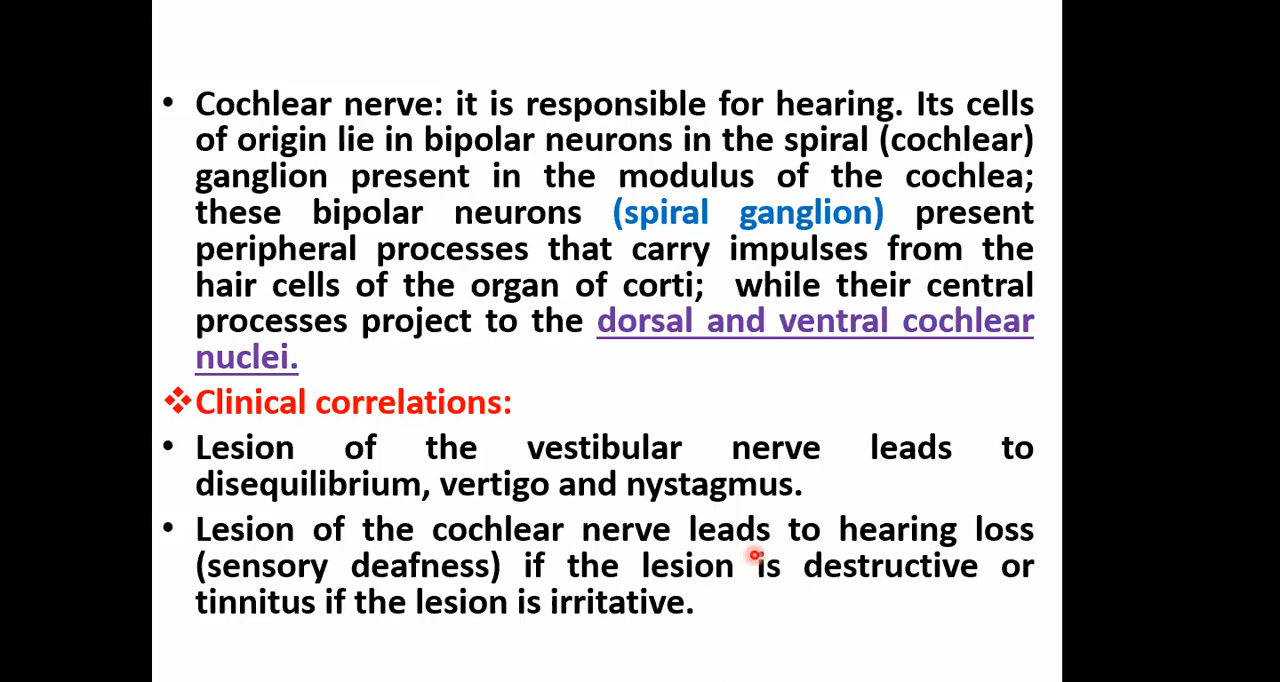 • Cochlear nerve: it is responsible for hearing. Its cells
of origin lie in bipolar neurons in the spiral (cochlear)
ganglion present in the modulus of the cochlea;
these bipolar neurons (spiral ganglion) present
peripheral processes that carry impulses from the
hair cells of the organ of corti; while their central
processes project to the dorsal and ventral cochlear
nuclei.
❖Clinical correlations:
• Lesion of the vestibular nerve leads to
disequilibrium, vertigo and nystagmus.
• Lesion of the cochlear nerve leads to hearing loss
(sensory deafness) if the lesion is destructive or
tinnitus if the lesion is irritative.